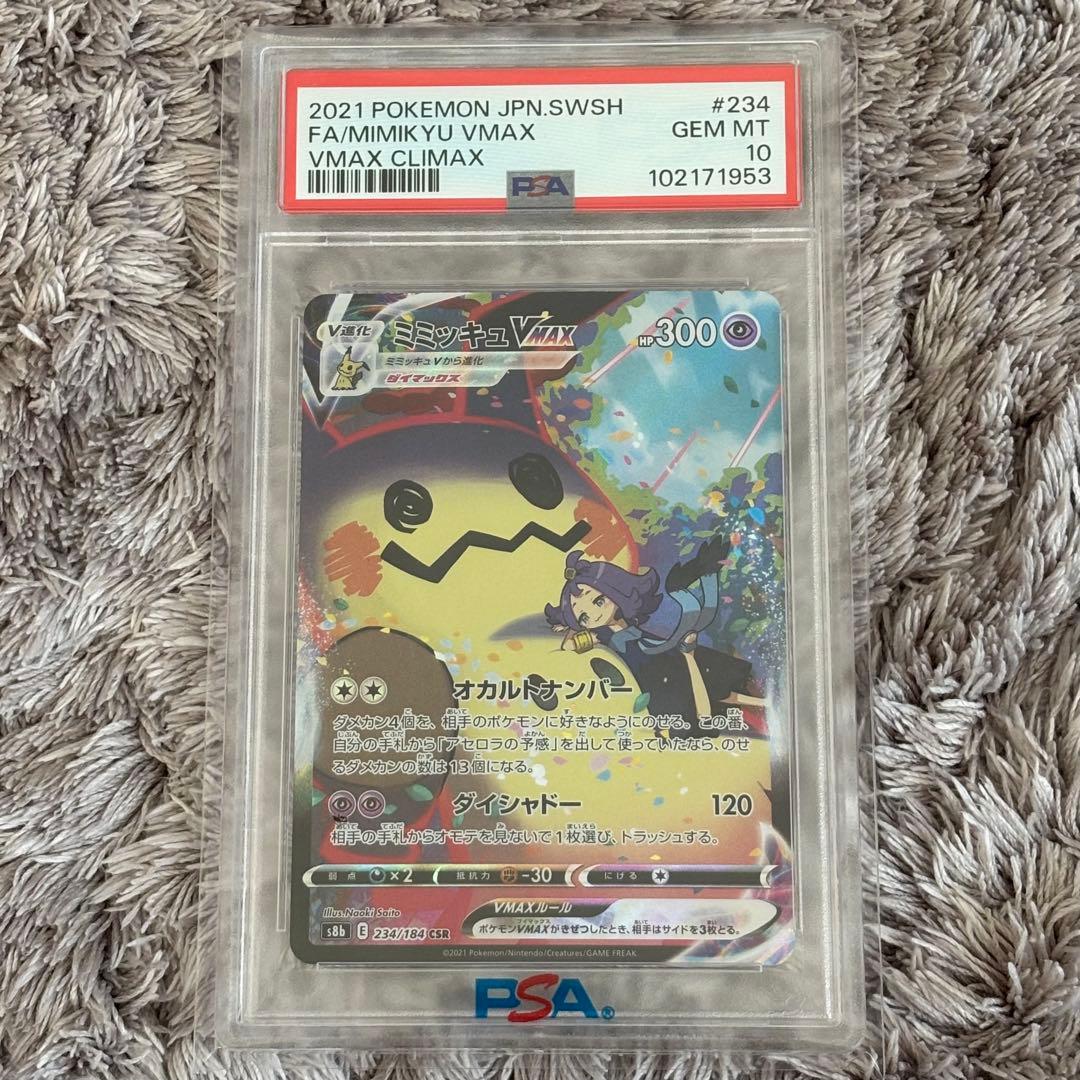 2021 POKEMON JPN.SWSH #234
FA/MIMIKYU VMAX GEM MT
VMAX CLIMAX 10
PSA 102171953
V進化 ミミッキュVMAX HP300
ミミッキュVから進化
ダイマックス
オカルトナンバー
ダメカン4個を、相手のポケモンに好きなようにのせる。この番、
自分の手札から「アセロラの予感」を出して使っていたなら、のせ
るダメカンの数は13個になる。
ダイシャドー 120
相手の手札からオモテを見ないで1枚選び、トラッシュする。
弱点 ×2 抵抗力 -30 にげる
Illus.Naoki Saito
VMAXルール
s8b E 234/184 CSR
ポケモンVMAXがきぜつしたとき、相手はサイドを3枚とる。
©2021 Pokémon/Nintendo/Creatures/GAME FREAK
PSA®